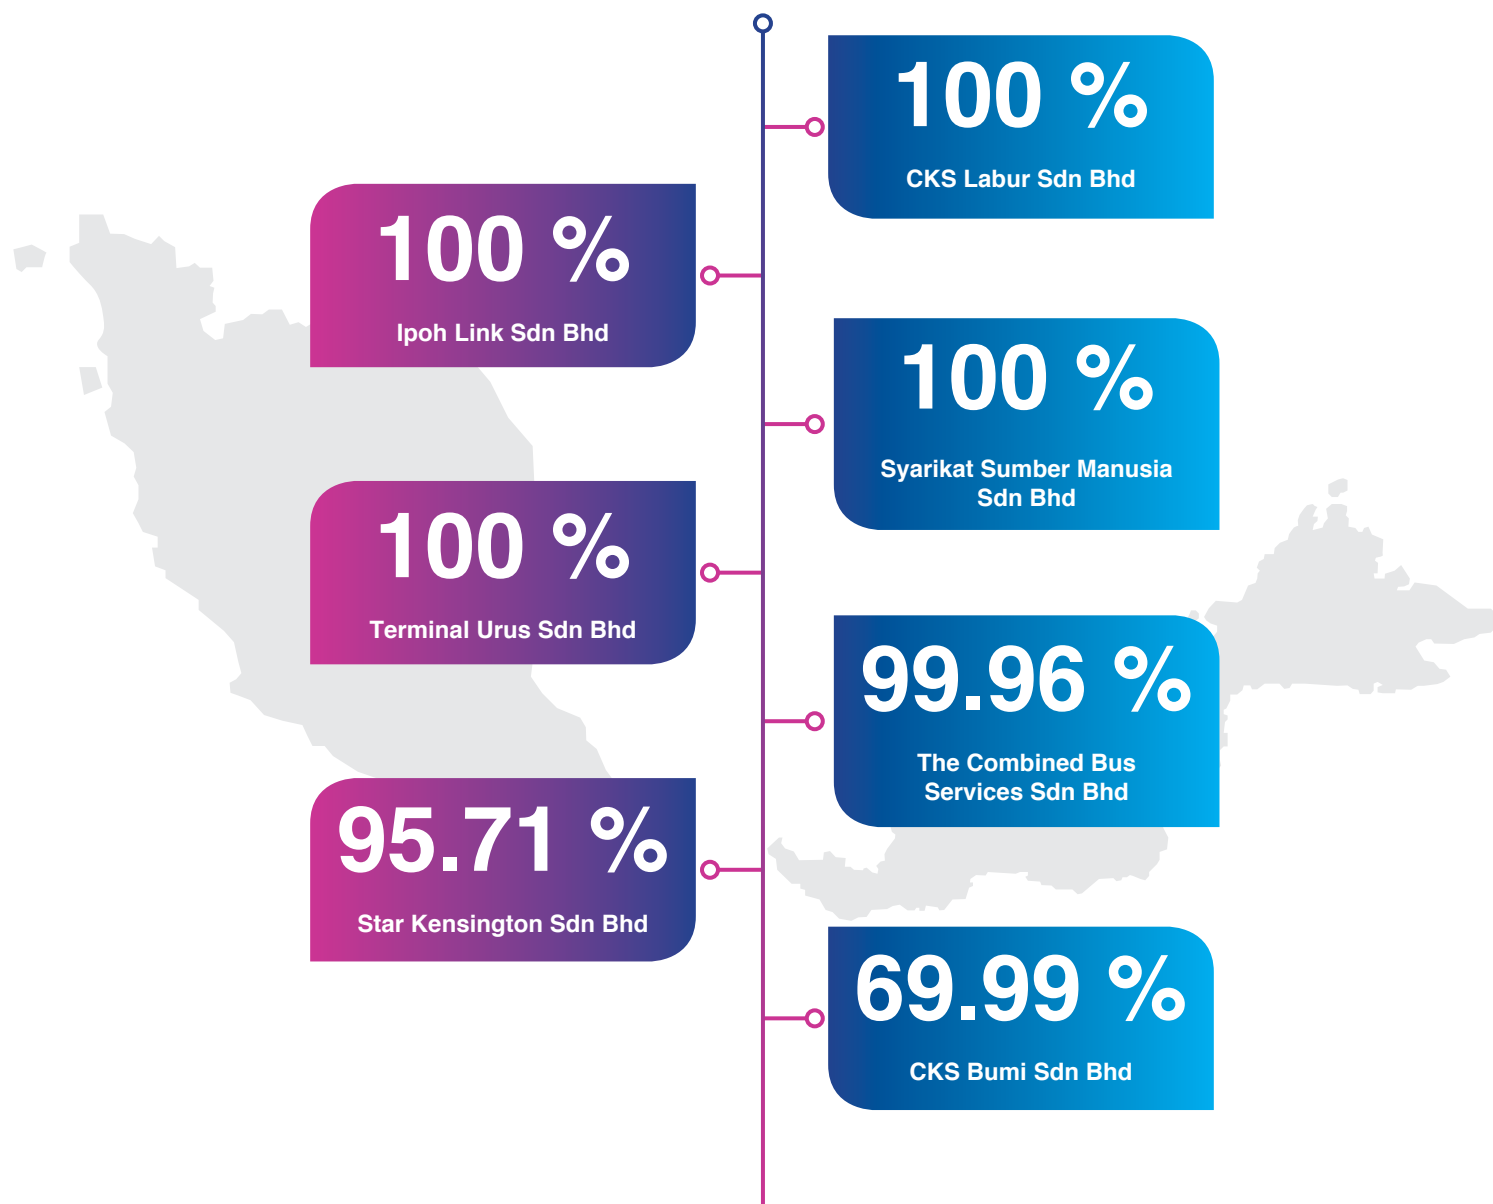 100 %
CKS Labur Sdn Bhd
100 %
Ipoh Link Sdn Bhd
100 %
Syarikat Sumber Manusia
Sdn Bhd
100 %
Terminal Urus Sdn Bhd
99.96 %
The Combined Bus
Services Sdn Bhd
95.71 %
Star Kensington Sdn Bhd
69.99 %
CKS Bumi Sdn Bhd